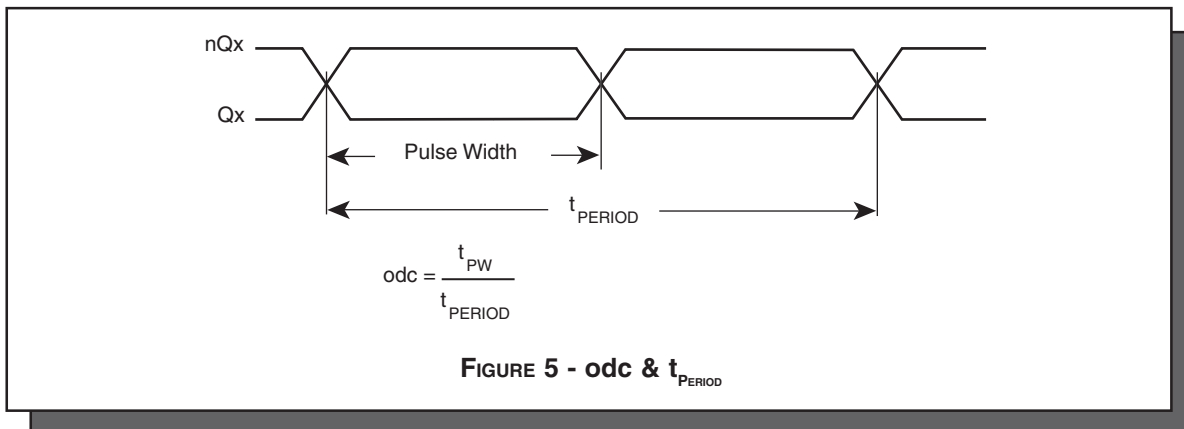 nQx
Qx
Pulse Width
tPERIOD
odc = tPW
tPERIOD
FIGURE 5 - odc & tPERIOD